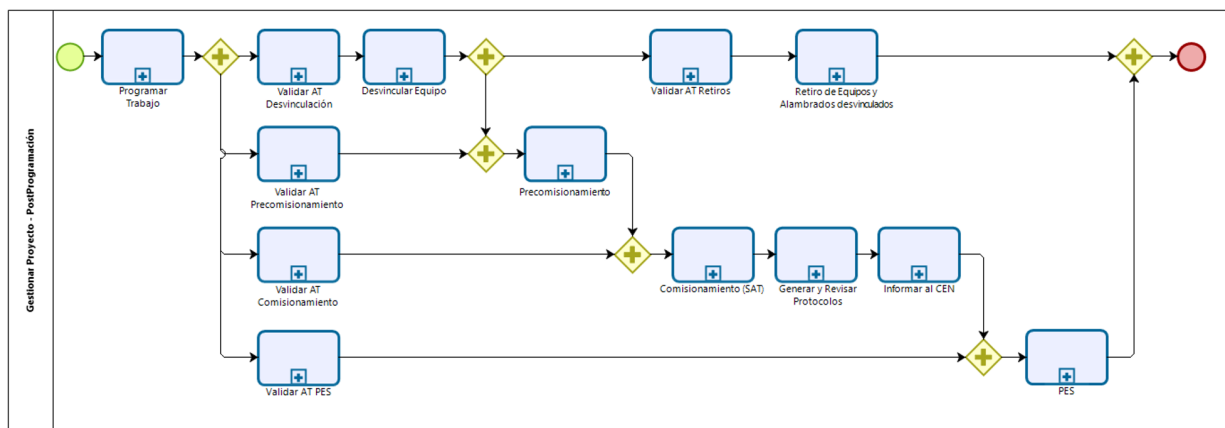 Gestionar Proyecto - PostProgramación
Programar
Trabajo
Validar AT
Desvinculación
Desvincular Equipo
Validar AT Retiros
Retiro de Equipos y
Alambrados desvinculados
Validar AT
Precomisionamiento
Precomisionamiento
Validar AT
Comisionamiento
Comisionamiento (SAT)
Generar y Revisar
Protocolos
Informar al CEN
Validar AT PES
PES